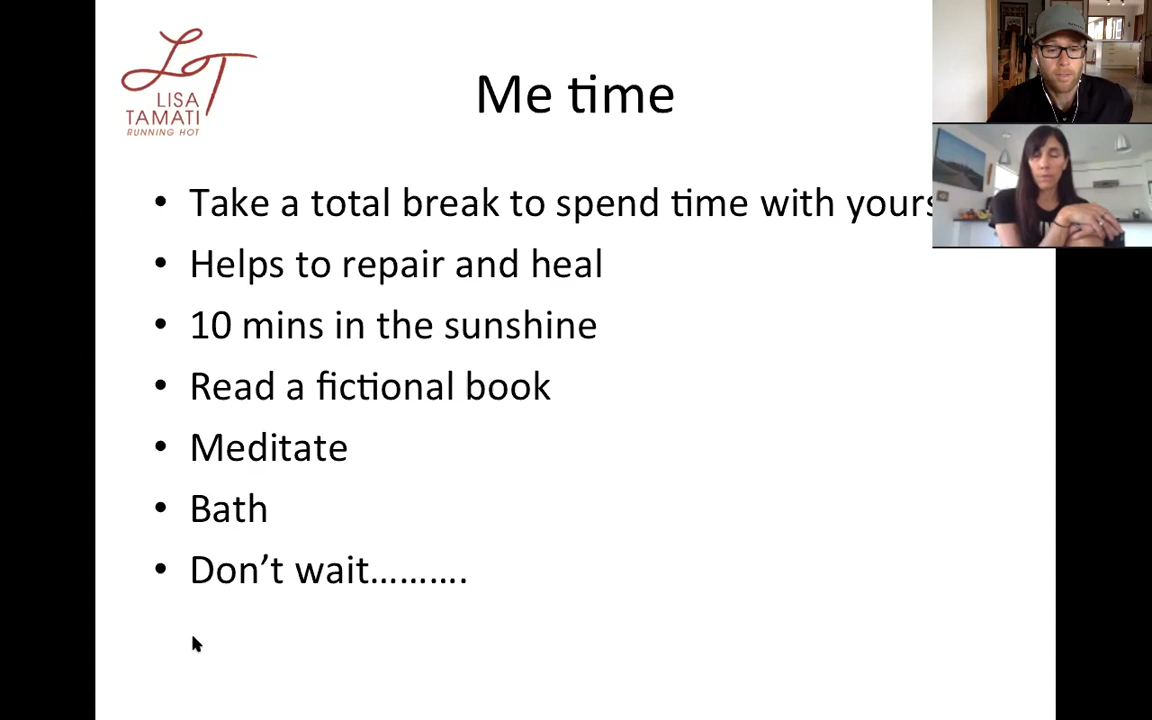 LISA
TAMATI
RUNNING HOT
Me time
• Take a total break to spend time with yours
• Helps to repair and heal
• 10 mins in the sunshine
• Read a fictional book
• Meditate
• Bath
• Don’t wait……….